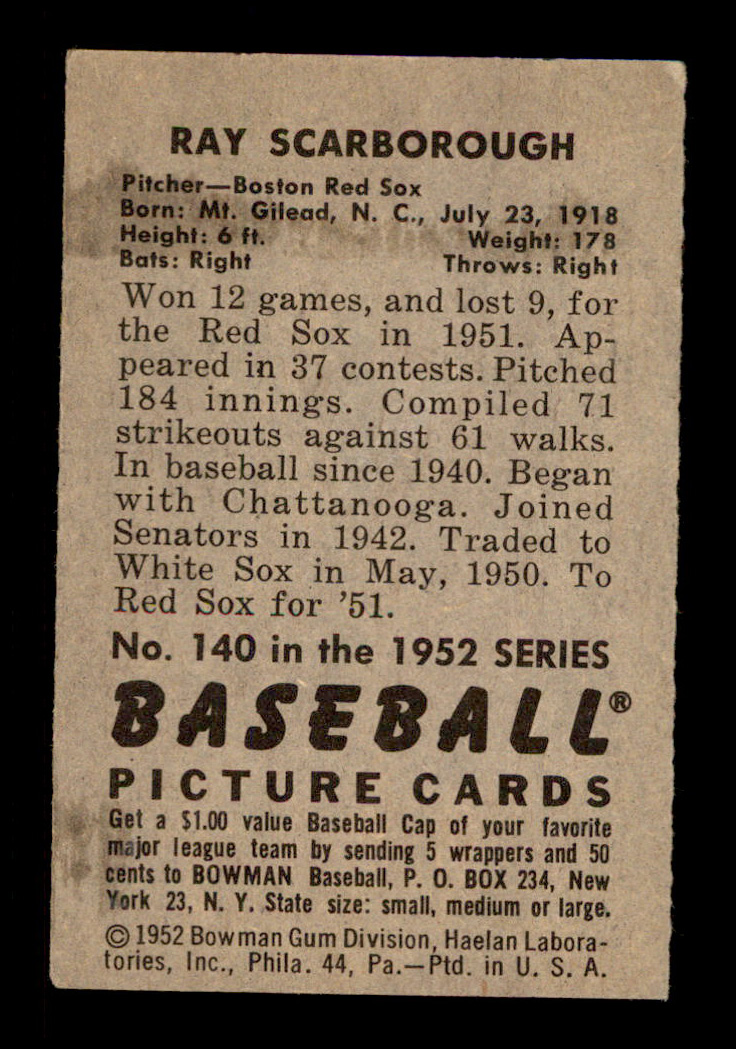 RAY SCARBOROUGH
Pitcher—Boston Red Sox
Born: Mt. Gilead, N. C., July 23, 1918
Height: 6 ft. Weight: 178
Bats: Right Throws: Right
Won 12 games, and lost 9, for
the Red Sox in 1951. Ap-
peared in 37 contests. Pitched
184 innings. Compiled 71
strikeouts against 61 walks.
In baseball since 1940. Began
with Chattanooga. Joined
Senators in 1942. Traded to
White Sox in May, 1950. To
Red Sox for ’51.
No. 140 in the 1952 SERIES
BASEBALL®
PICTURE CARDS
Get a $1.00 value Baseball Cap of your favorite
major league team by sending 5 wrappers and 50
cents to BOWMAN Baseball, P. O. BOX 234, New
York 23, N. Y. State size: small, medium or large.
©1952 Bowman Gum Division, Haelan Labora-
tories, Inc., Phila. 44, Pa.—Ptd. in U. S. A.